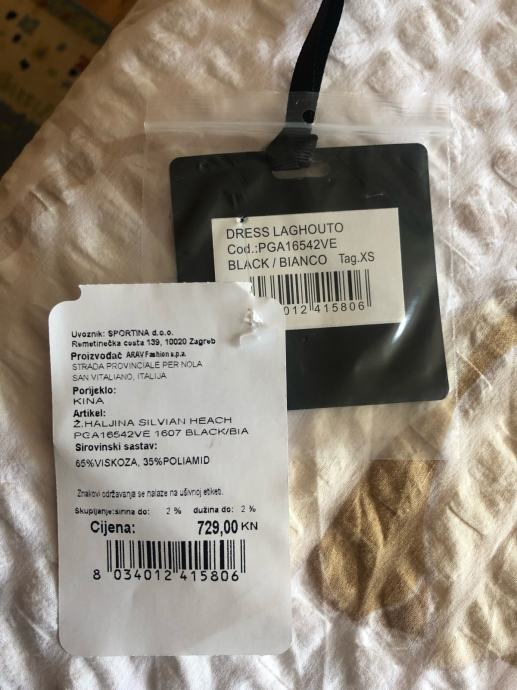 DRESS LAGHOUTO
Cod.:PGA16542VE
BLACK / BIANCO Tag.XS
012 415806
Uvoznik: SPORTINA d.o.o.
Remetinečka cesta 139, 10020 Zagreb
Proizvođač ARAV Fashion s.p.a.
STRADA PROVINCIALE PER NOLA
SAN VITALIANO, ITALIJA
Porijeklo:
KINA
Artikel:
Ž.HALJINA SILVIAN HEACH
PGA16542VE 1607 BLACK/BIA
Sirovinski sastav:
65%VISKOZA, 35%POLIAMID
Znakovi održavanja se nalaze na ušivnoj etiketi.
Skupljanje:sirina do: 2 % dužina do: 2 %
Cijena: 729,00 KN
8 034012 415806